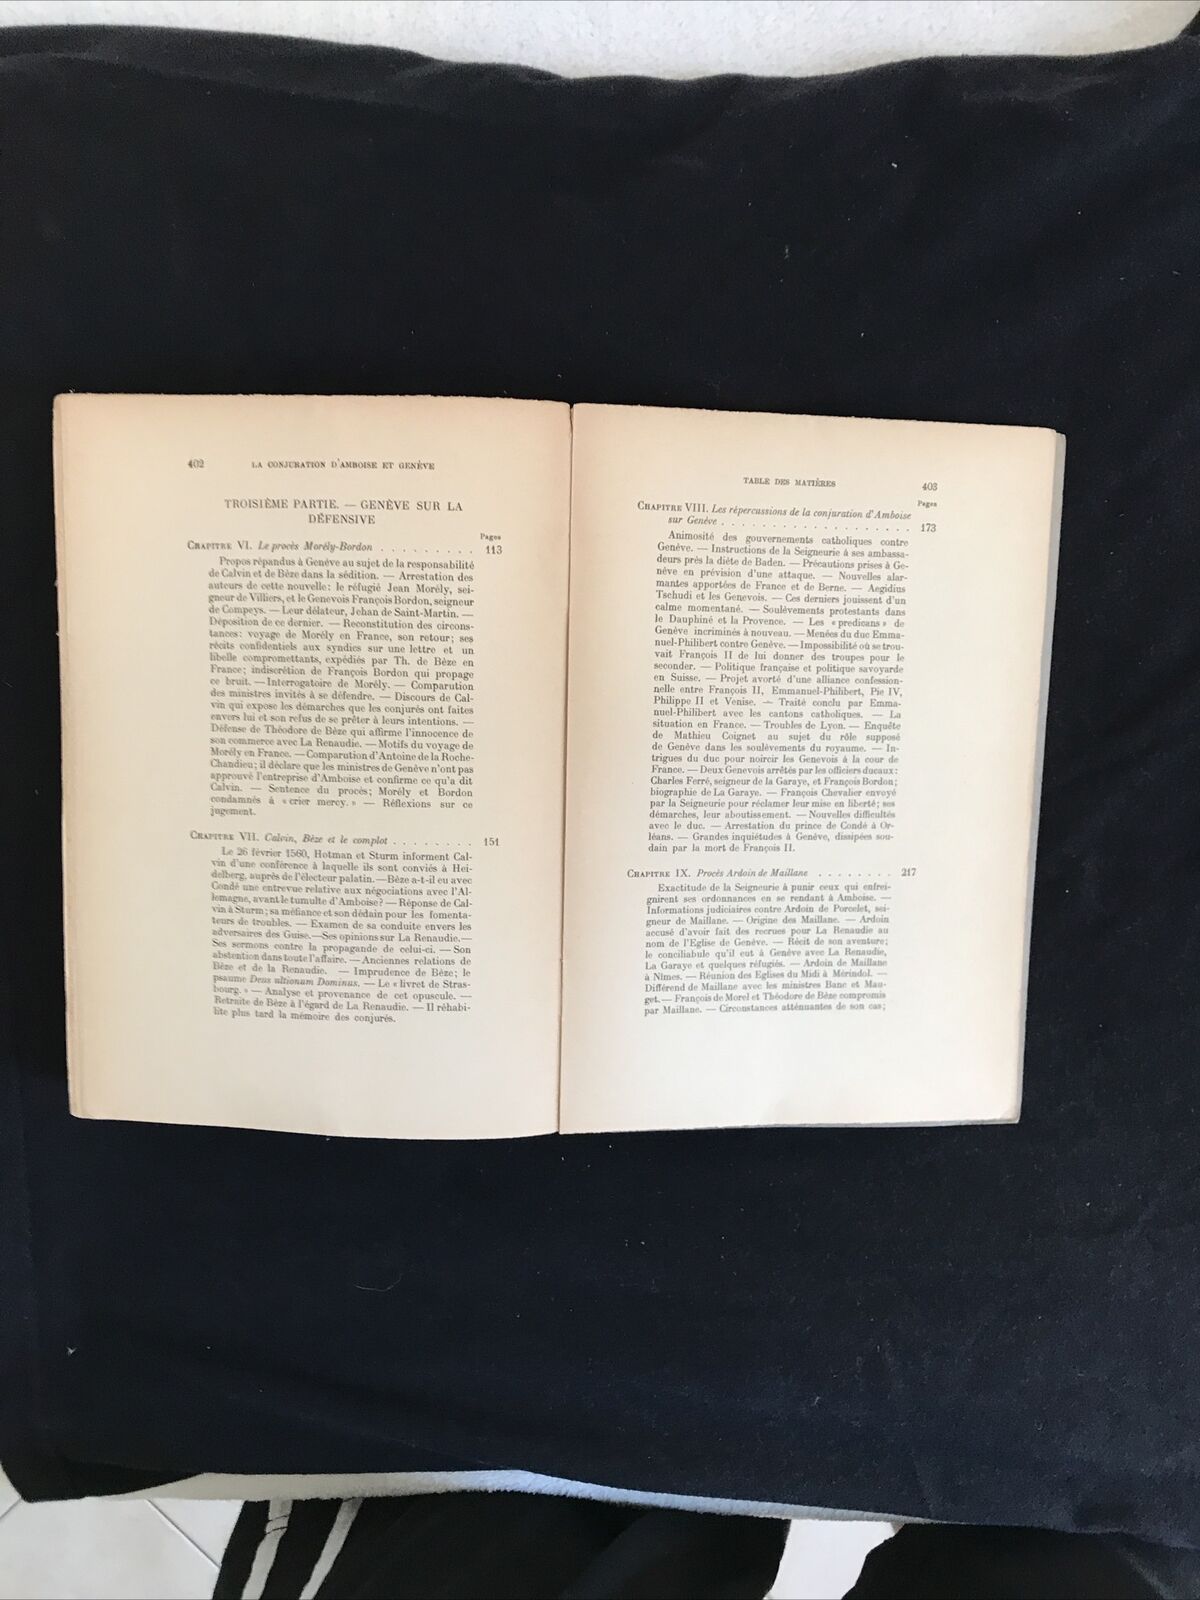 402 LA CONJURATION D'AMBOISE ET GENÈVE
TROISIÈME PARTIE. — GENÈVE SUR LA
DÉFENSIVE
Pages
CHAPITRE VI. Le procès Morély-Bordon . . . . . . . . . 113
Propos répandus à Genève au sujet de la responsabilité
de Calvin et de Bèze dans la sédition. — Arrestation des
auteurs de cette nouvelle: le réfugié Jean Morély, sei-
gneur de Villiers, et le Genevois François Bordon, seigneur
de Compeys. — Leur délateur, Jehan de Saint-Martin. —
Déposition de ce dernier. — Reconstitution des circons-
tances: voyage de Morély en France, son retour; ses
récits confidentiels aux syndics sur une lettre et un
libelle compromettants, expédiés par Th. de Bèze en
France; indiscrétion de François Bordon qui propage
ce bruit. — Interrogatoire de Morély. — Comparution
des ministres invités à se défendre. — Discours de Cal-
vin qui expose les démarches que les conjurés ont faites
envers lui et son refus de se prêter à leurs intentions. —
Défense de Théodore de Bèze qui affirme l'innocence de
son commerce avec La Renaudie. — Motifs du voyage de
Morély en France. — Comparution d'Antoine de la Roche-
Chandieu; il déclare que les ministres de Genève n'ont pas
approuvé l'entreprise d'Amboise et confirme ce qu'a dit
Calvin. — Sentence du procès; Morély et Bordon
condamnés à « crier mercy. » — Réflexions sur ce
jugement.
CHAPITRE VII. Calvin, Bèze et le complot . . . . . . . . 151
Le 26 février 1560, Hotman et Sturm informent Cal-
vin d'une conférence à laquelle ils sont conviés à Hei-
delberg, auprès de l'électeur palatin. — Bèze a-t-il eu avec
Condé une entrevue relative aux négociations avec l'Al-
lemagne, avant le tumulte d'Amboise? — Réponse de Cal-
vin à Sturm; sa méfiance et son dédain pour les fomenta-
teurs de troubles. — Examen de sa conduite envers les
adversaires des Guise. — Ses opinions sur La Renaudie. —
Ses sermons contre la propagande de celui-ci. — Son
abstention dans toute l'affaire. — Anciennes relations de
Bèze et de la Renaudie. — Imprudence de Bèze; le
psaume Deus ultionum Dominus. — Le « livret de Stras-
bourg. » — Analyse et provenance de cet opuscule. —
Retraite de Bèze à l'égard de La Renaudie. — Il réhabi-
lite plus tard la mémoire des conjurés.
TABLE DES MATIÈRES 403
Pages
CHAPITRE VIII. Les répercussions de la conjuration d'Amboise
sur Genève . . . . . . . . . . . . . . . . . . . 173
Animosité des gouvernements catholiques contre
Genève. — Instructions de la Seigneurie à ses ambassa-
deurs près la diète de Baden. — Précautions prises à Ge-
nève en prévision d'une attaque. — Nouvelles alar-
mantes apportées de France et de Berne. — Aegidius
Tschudi et les Genevois. — Ces derniers jouissent d'un
calme momentané. — Soulèvements protestants dans
le Dauphiné et la Provence. — Les « predicans » de
Genève incriminés à nouveau. — Menées du duc Emma-
nuel-Philibert contre Genève. — Impossibilité où se trou-
vait François II de lui donner des troupes pour le
seconder. — Politique française et politique savoyarde
en Suisse. — Projet avorté d'une alliance confession-
nelle entre François II, Emmanuel-Philibert, Pie IV,
Philippe II et Venise. — Traité conclu par Emma-
nuel-Philibert avec les cantons catholiques. — La
situation en France. — Troubles de Lyon. — Enquête
de Mathieu Coignet au sujet du rôle supposé
de Genève dans les soulèvements du royaume. — In-
trigues du duc pour noircir les Genevois à la cour de
France. — Deux Genevois arrêtés par les officiers ducaux:
Charles Ferré, seigneur de la Garaye, et François Bordon;
biographie de La Garaye. — François Chevalier envoyé
par la Seigneurie pour réclamer leur mise en liberté; ses
démarches, leur aboutissement. — Nouvelles difficultés
avec le duc. — Arrestation du prince de Condé à Or-
léans. — Grandes inquiétudes à Genève, dissipées sou-
dain par la mort de François II.
CHAPITRE IX. Procès Ardoin de Maillane . . . . . . . . 217
Exactitude de la Seigneurie à punir ceux qui enfrei-
gnirent ses ordonnances en se rendant à Amboise. —
Informations judiciaires contre Ardoin de Porcelet, sei-
gneur de Maillane. — Origine des Maillane. — Ardoin
accusé d'avoir fait des recrues pour La Renaudie au
nom de l'Eglise de Genève. — Récit de son aventure;
le conciliabule qu'il eut à Genève avec La Renaudie,
La Garaye et quelques réfugiés. — Ardoin de Maillane
à Nîmes. — Réunion des Eglises du Midi à Mérindol. —
Différend de Maillane avec les ministres Bane et Mau-
get. — François de Morel et Théodore de Bèze compromis
par Maillane. — Circonstances atténuantes de son cas;